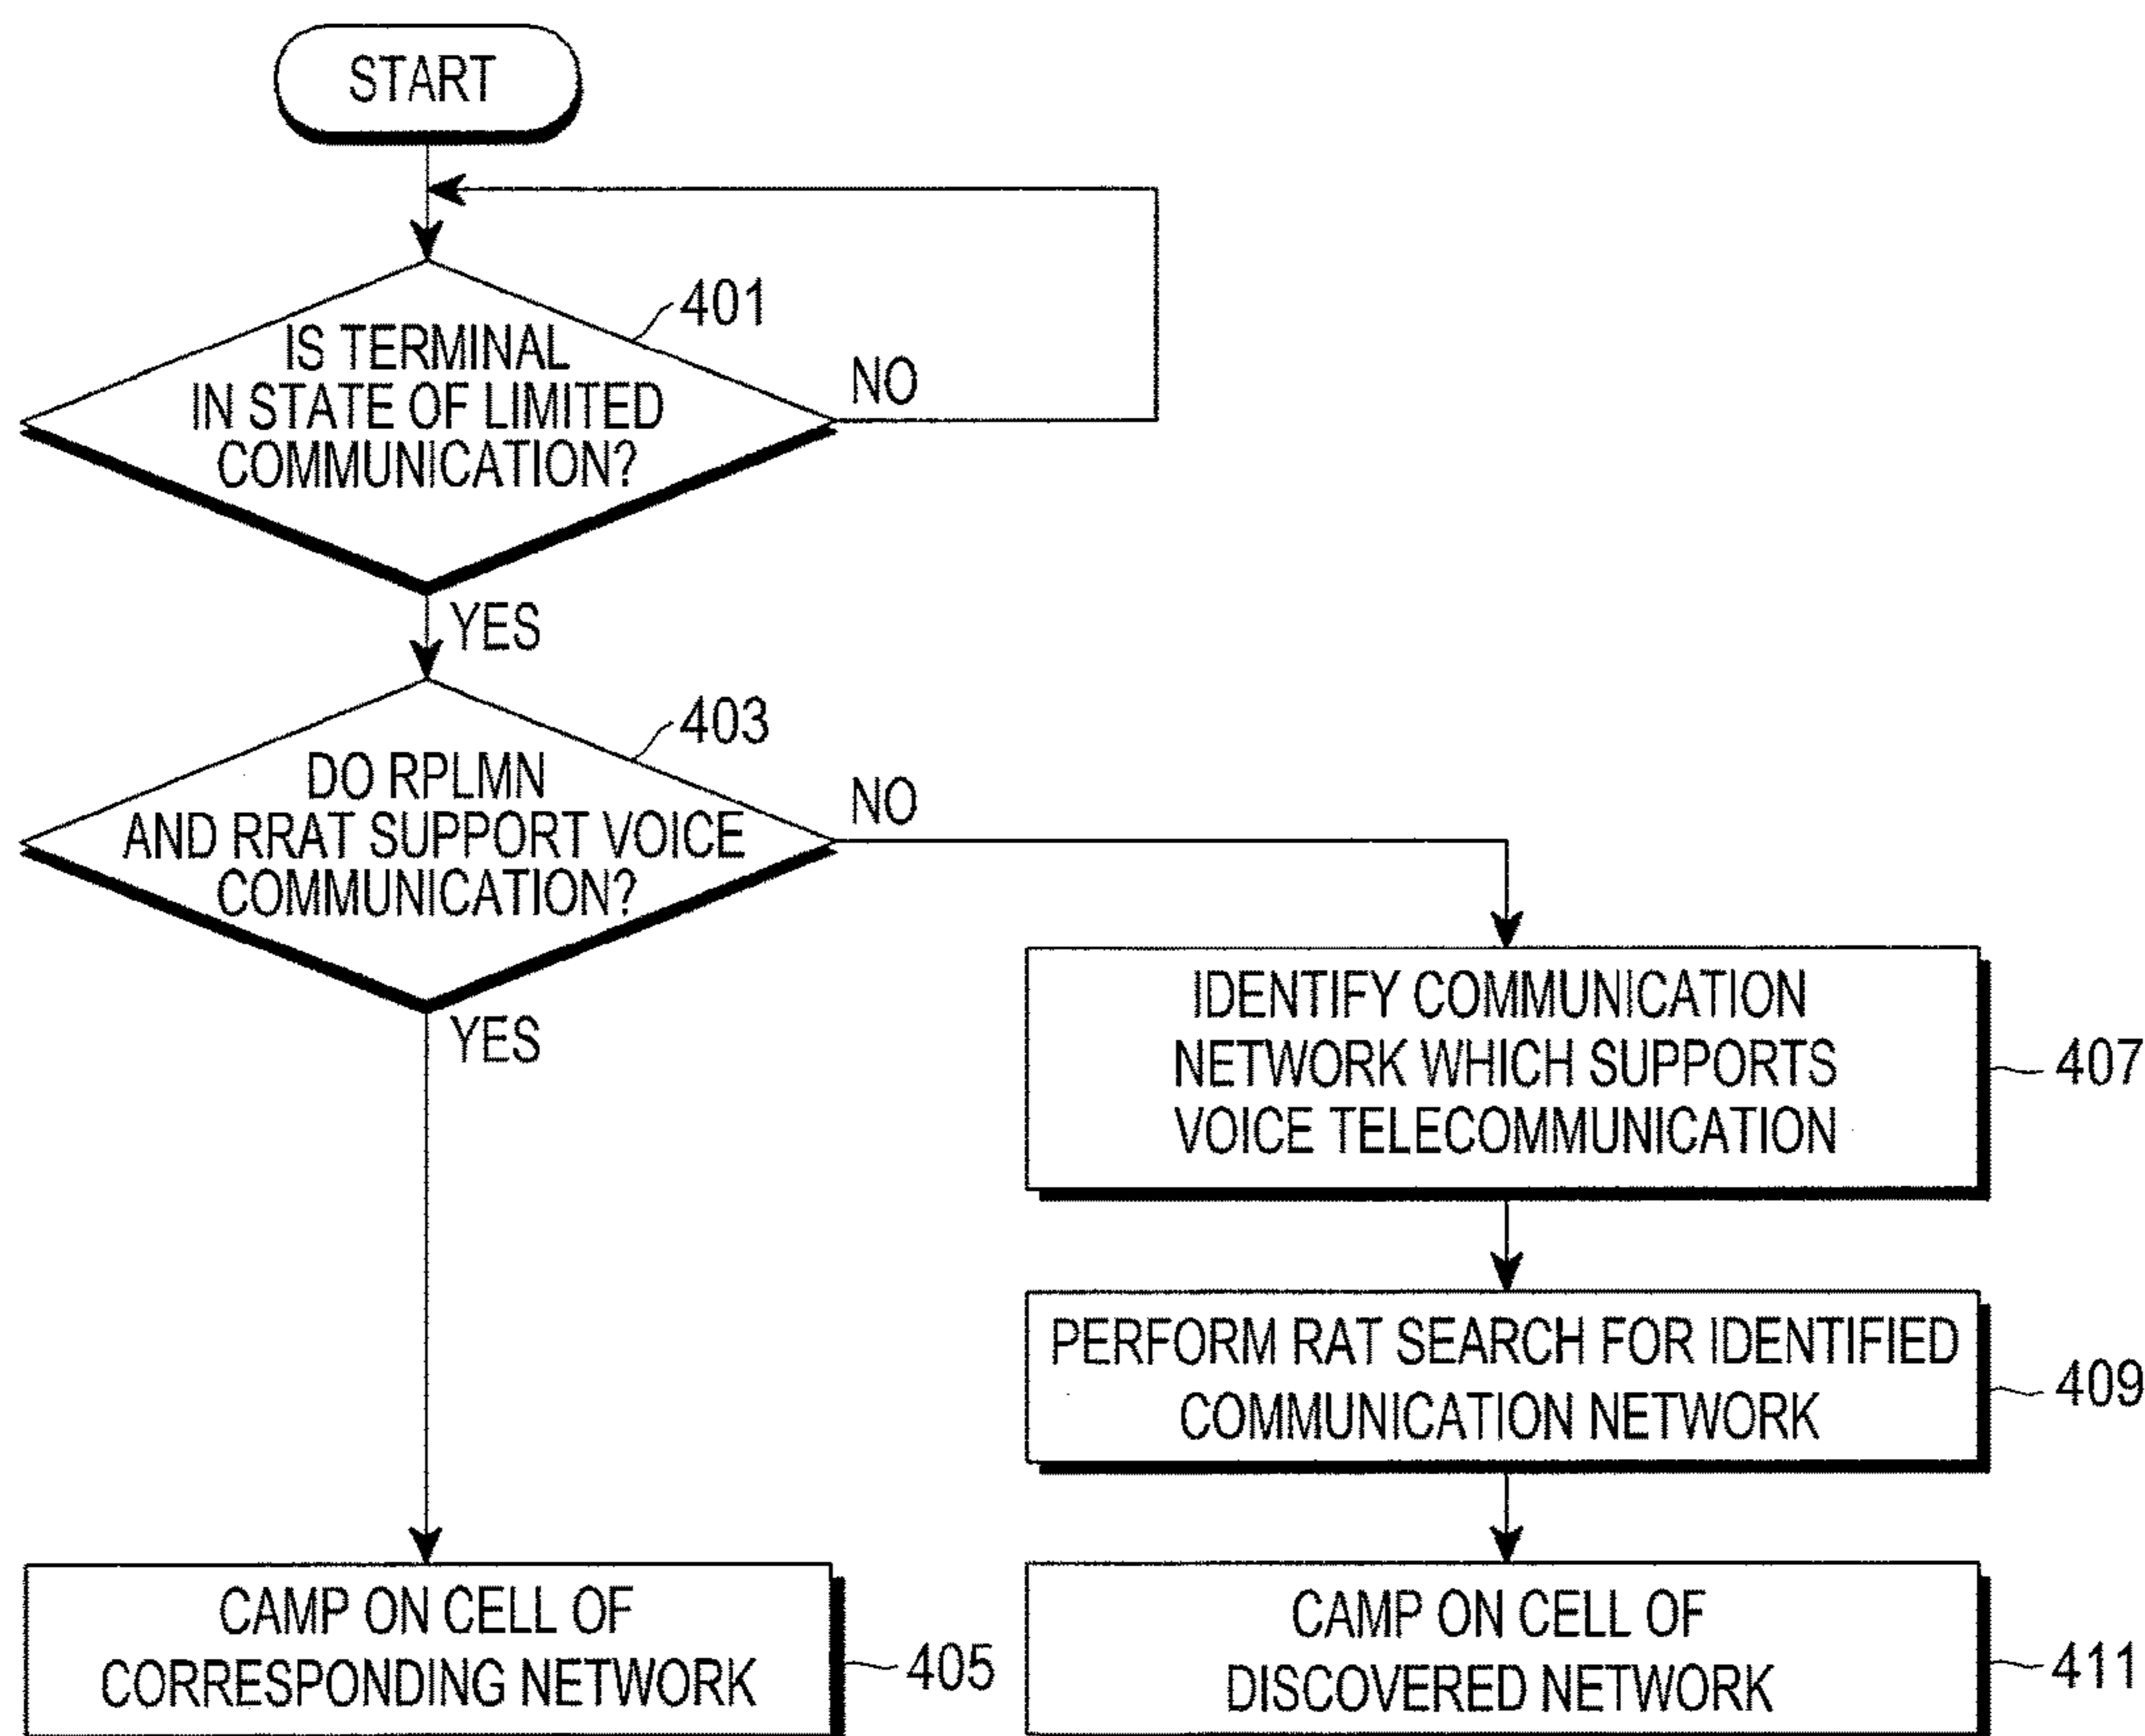 START
401
IS TERMINAL
IN STATE OF LIMITED
COMMUNICATION?
NO
YES
403
DO RPLMN
AND RRAT SUPPORT VOICE
COMMUNICATION?
NO
YES
IDENTIFY COMMUNICATION
NETWORK WHICH SUPPORTS
VOICE TELECOMMUNICATION
407
PERFORM RAT SEARCH FOR IDENTIFIED
COMMUNICATION NETWORK
409
CAMP ON CELL OF
CORRESPONDING NETWORK
405
CAMP ON CELL OF
DISCOVERED NETWORK
411